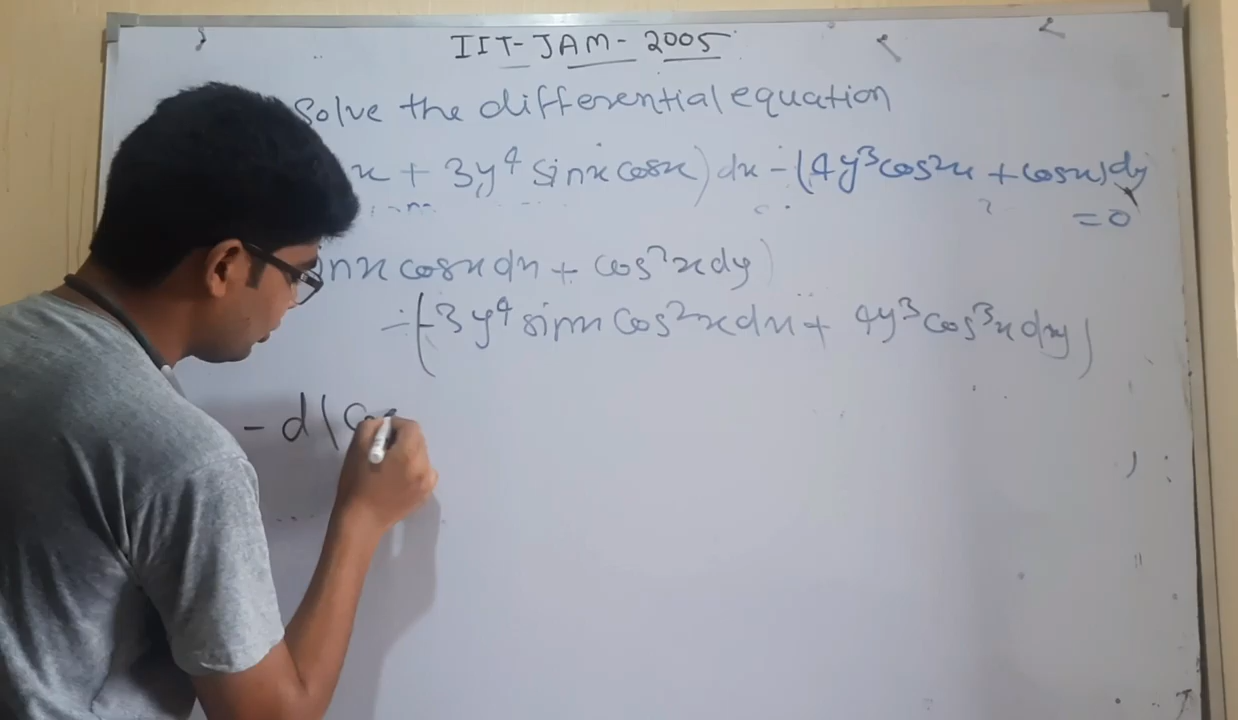 IIT-JAM-2005
Solve the differential equation
x + 3y⁴ sinx cosx) dx - (4y³cos²x + cosx) dy
= 0
inx cosx dx + cos²x dy)
-(-3y⁴ sinx cos²x dx + 4y³ cos³x dy)
- d(